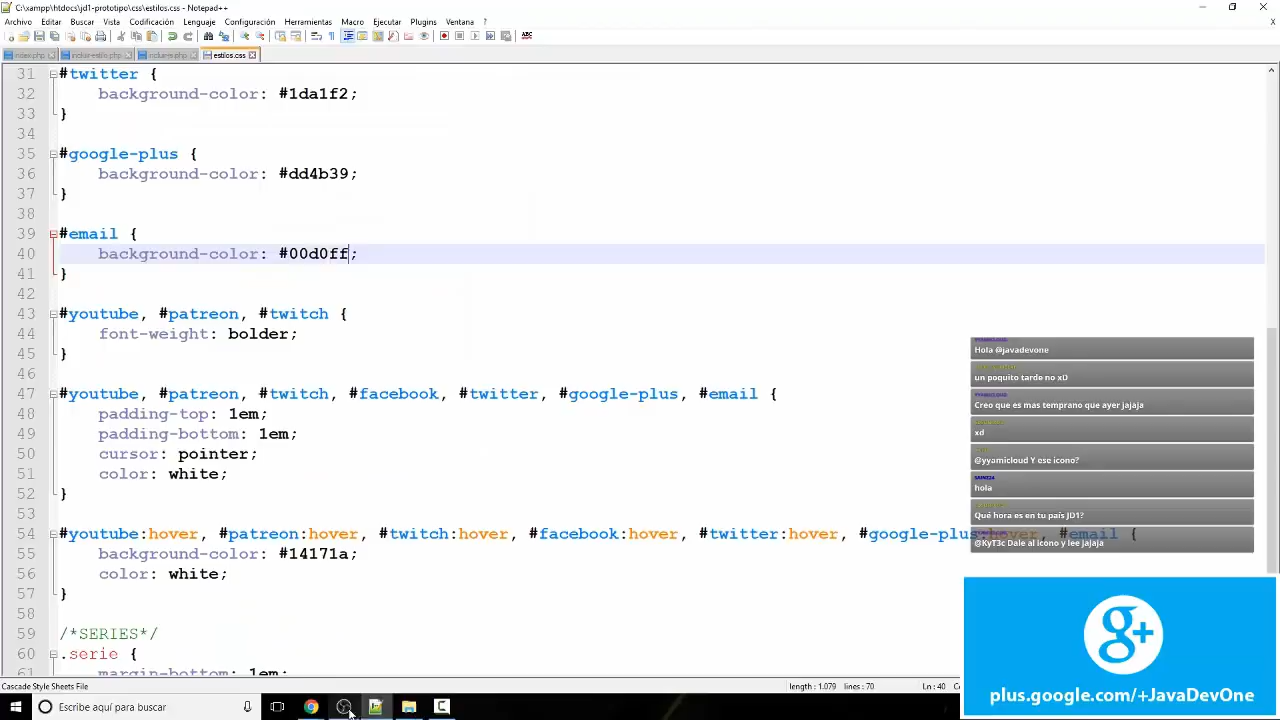 C:\xampp\htdocs\jd1-prototipo\css\estilos.css - Notepad++
Archivo Editar Buscar Vista Codificación Lenguaje Configuración Herramientas Macro Ejecutar Plugins Ventana ?
index.php incluir-estilo.php estilos.css
31 #twitter {
32 background-color: #1da1f2;
33 }
34
35 #google-plus {
36 background-color: #dd4b39;
37 }
38
39 #email {
40 background-color: #00d0ff;
41 }
42
43 #youtube, #patreon, #twitch {
44 font-weight: bolder;
45 }
46
47 #youtube, #patreon, #twitch, #facebook, #twitter, #google-plus, #email {
48 padding-top: 1em;
49 padding-bottom: 1em;
50 cursor: pointer;
51 color: white;
52 }
53
54 #youtube:hover, #patreon:hover, #twitch:hover, #facebook:hover, #twitter:hover, #google-plus:hover, #email {
55 background-color: #14171a;
56 color: white;
57 }
58
59 /*SERIES*/
60 .serie {
61 margin-bottom: 1em;
Hola @javadevone
un poquito tarde no xD
Creo que es mas temprano que ayer jajaja
xd
@yyamicloud Y ese icono?
hola
Qué hora es en tu país JD1?
@KyT3c Dale al icono y lee jajaja
g+
plus.google.com/+JavaDevOne
Cascade Style Sheets File
length : 1.079 lines : 70
Ln : 40
Escribe aquí para buscar